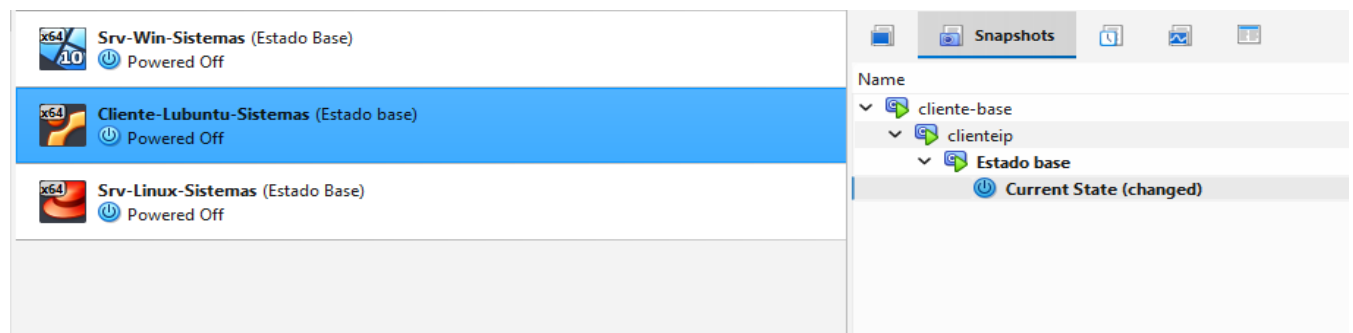 x64
10
Srv-Win-Sistemas (Estado Base)
Powered Off
x64
Cliente-Lubuntu-Sistemas (Estado base)
Powered Off
x64
Srv-Linux-Sistemas (Estado Base)
Powered Off
Snapshots
Name
cliente-base
clienteip
Estado base
Current State (changed)